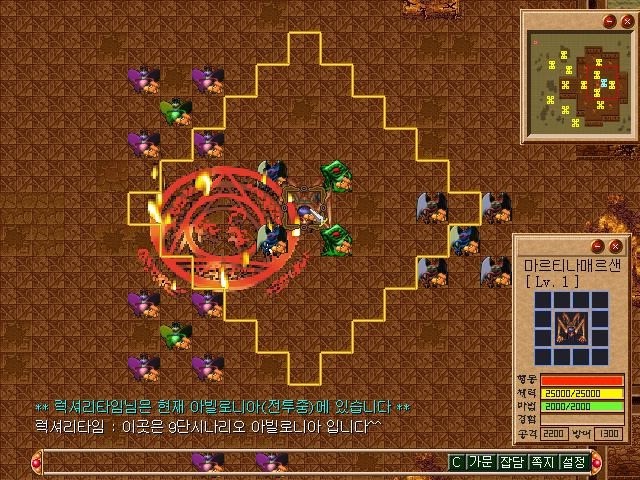 마르티나매르샌
[ Lv. 1 ]
행동
체력 25000/25000
마법 2000/2000
경험
공격 2200 방어 1300
** 럭셔리타임님은 현재 아빌로니아(전투중)에 있습니다 **
럭셔리타임 : 이곳은 9단시나리오 아빌로니아 입니다^^
C 가문 잡담 쪽지 설정